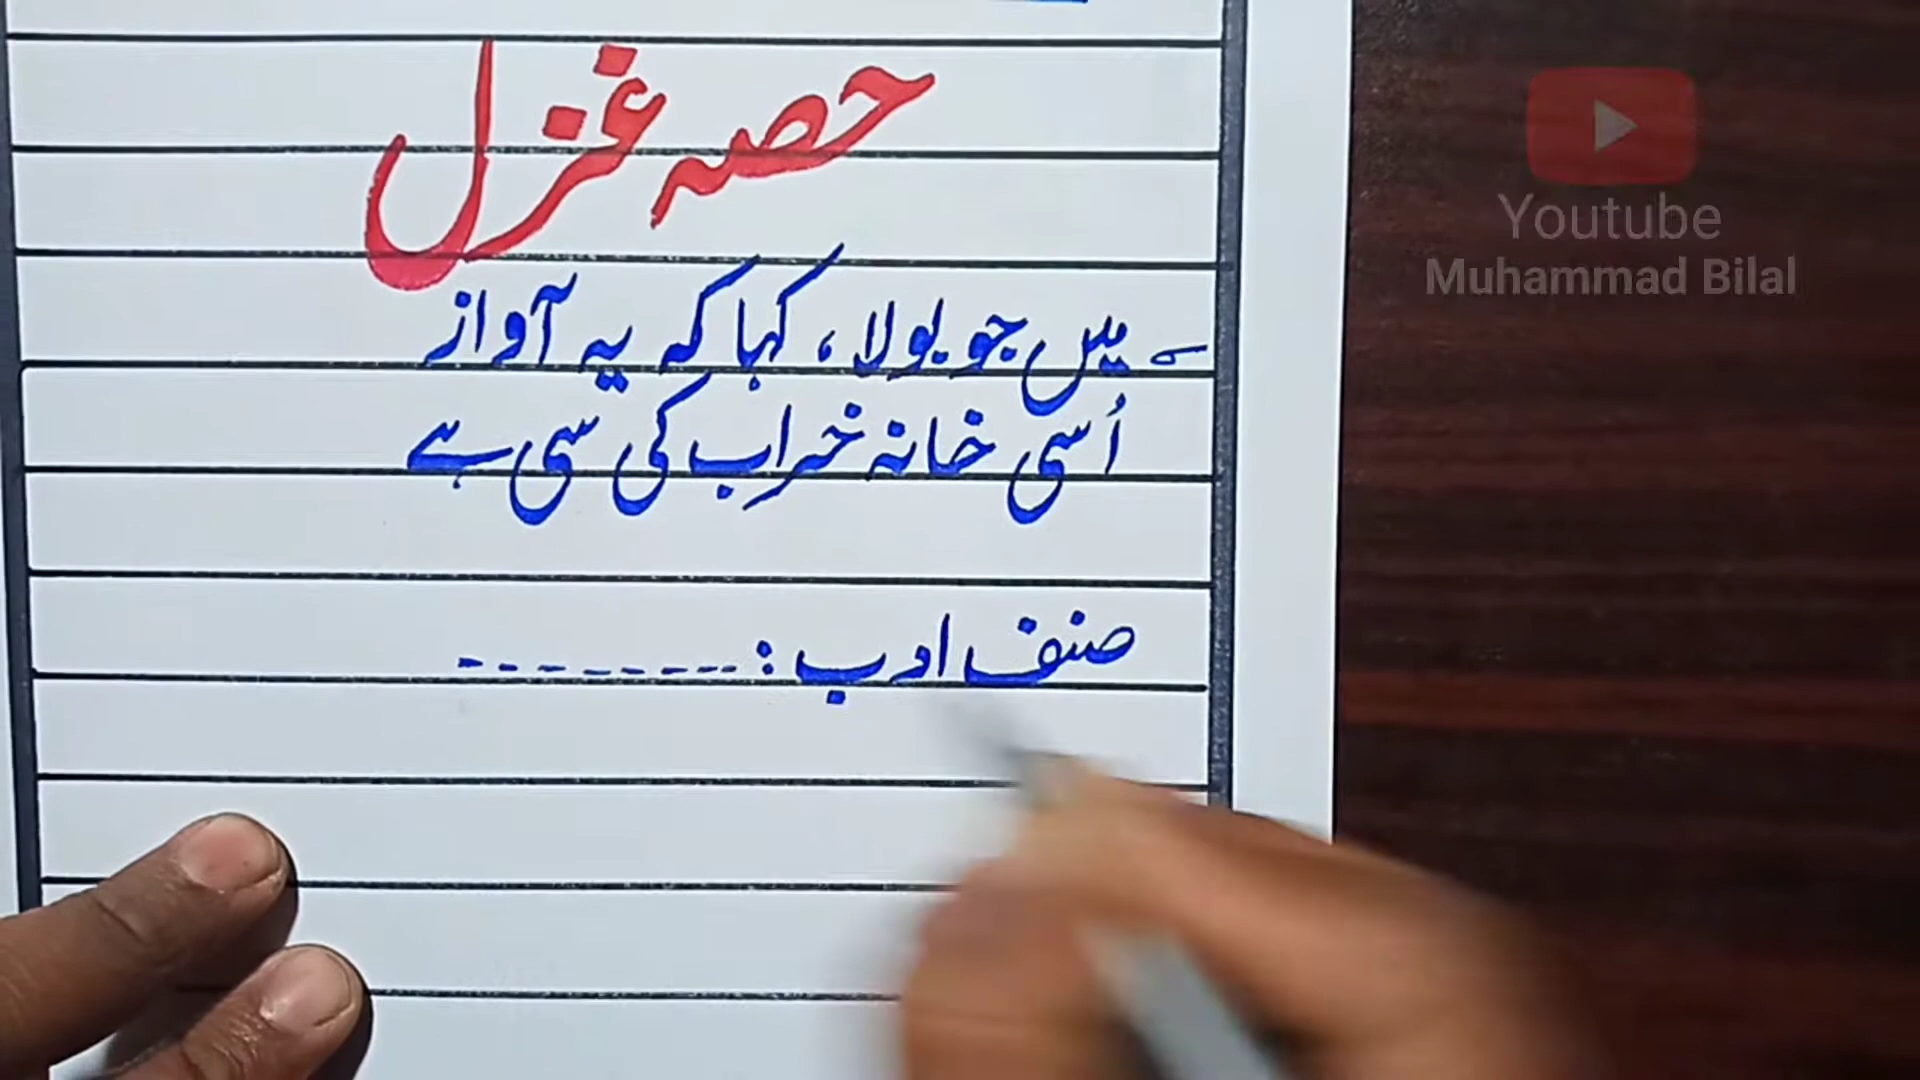 حصہ غزل
؎ میں جو بولا، کہا کہ یہ آواز
اُسی خانہ خراب کی سی ہے
صنف ادب : ---------
Youtube
Muhammad Bilal